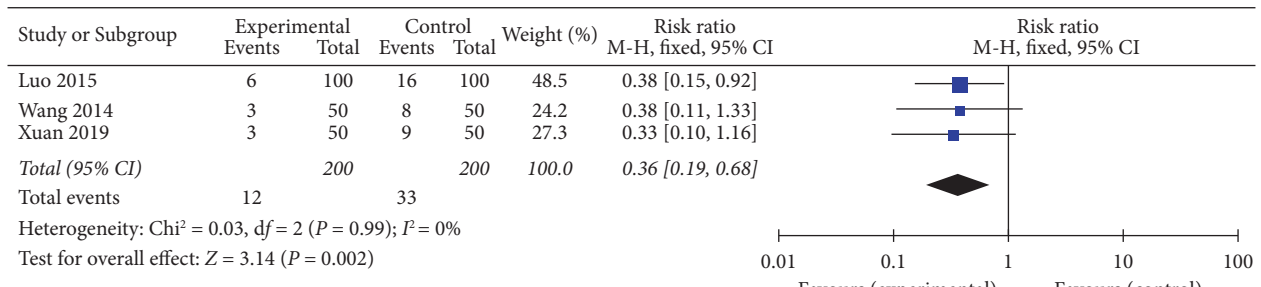 Study or Subgroup Experimental Control Weight (%) Risk ratio Risk ratio
Events Total Events Total M-H, fixed, 95% CI M-H, fixed, 95% CI
Luo 2015 6 100 16 100 48.5 0.38 [0.15, 0.92]
Wang 2014 3 50 8 50 24.2 0.38 [0.11, 1.33]
Xuan 2019 3 50 9 50 27.3 0.33 [0.10, 1.16]
Total (95% CI) 200 200 100.0 0.36 [0.19, 0.68]
Total events 12 33
Heterogeneity: Chi² = 0.03, df = 2 (P = 0.99); I² = 0%
Test for overall effect: Z = 3.14 (P = 0.002)
0.01 0.1 1 10 100
Favours (experimental) Favours (control)